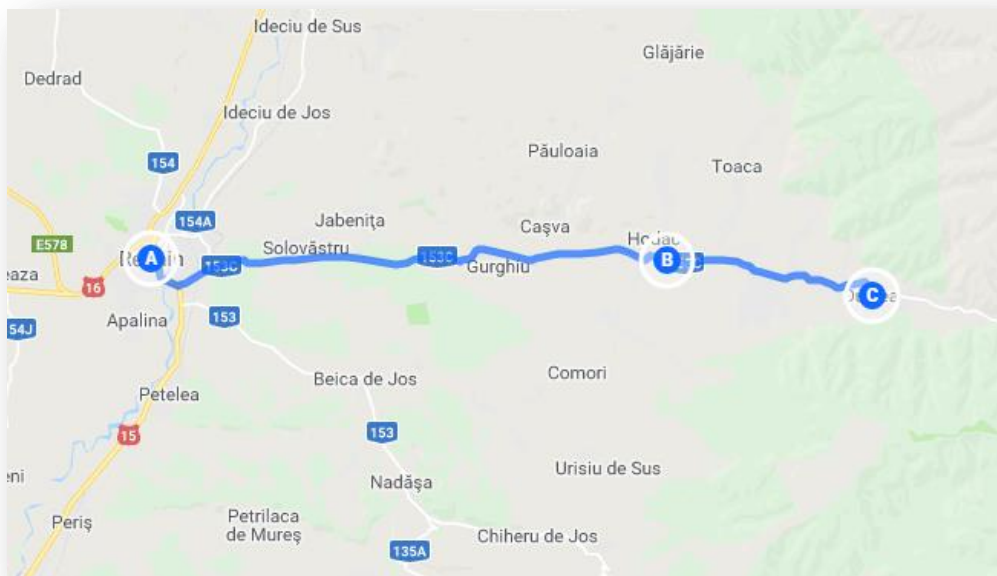 Ideciu de Sus
Glăjărie
Dedrad
Ideciu de Jos
Păuloaia
154
Toaca
154A
Jabenița
Cașva
E578
Solovăstru
A
153C
153C
Gurghiu
B
16
C
Apalina
153
54J
Beica de Jos
Comori
Petelea
15
153
Urisiu de Sus
Nadășa
Periș
Petrilaca
de Mureș
Chiheru de Jos
135A